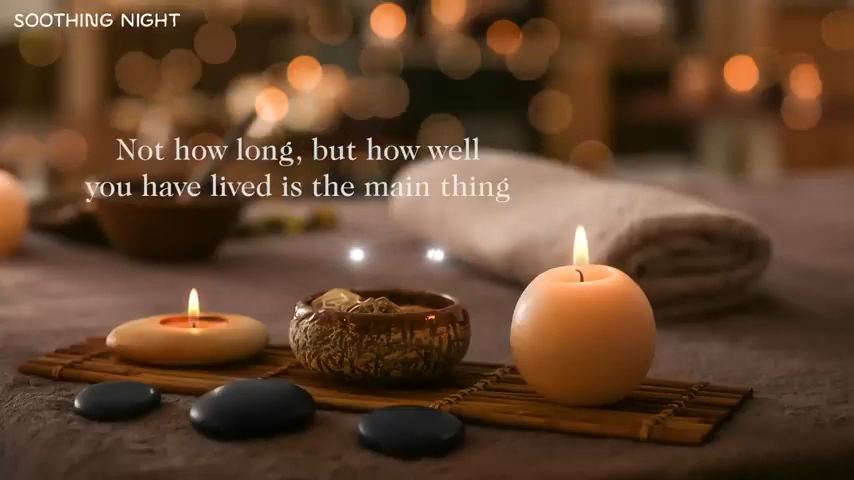 SOOTHING NIGHT
Not how long, but how well
you have lived is the main thing